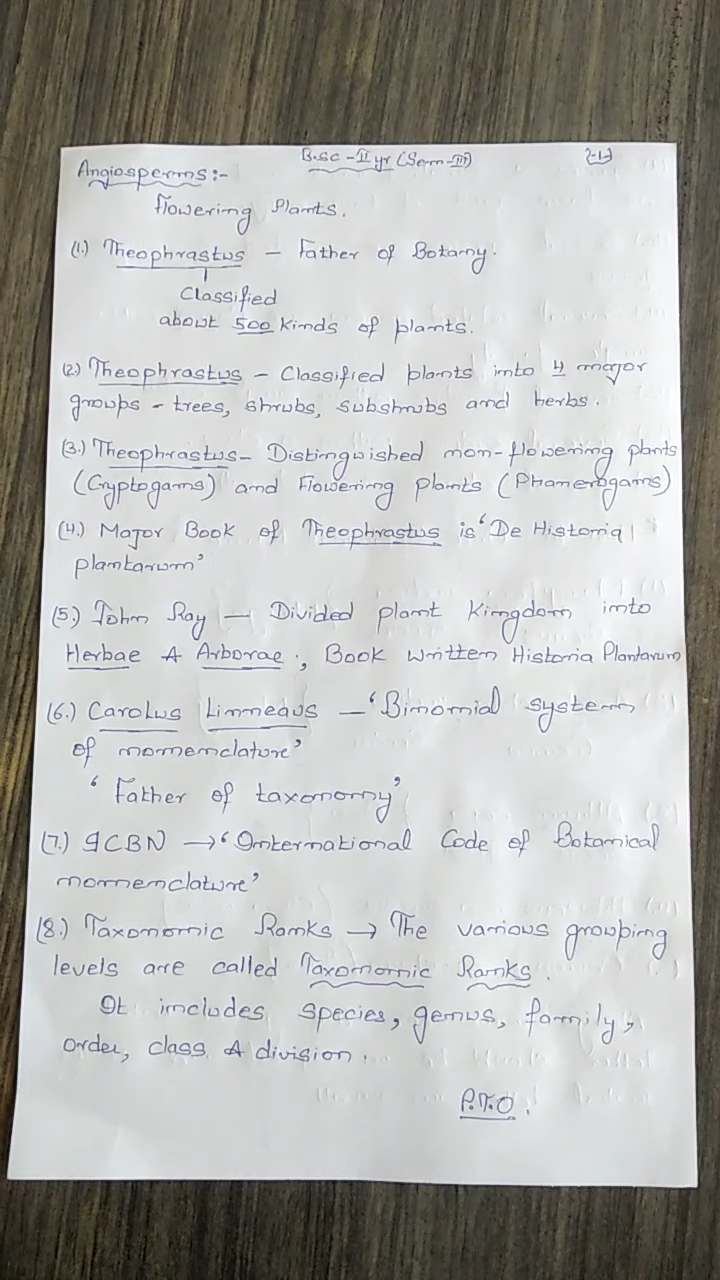 B.sc - II yr (Sem-III)
Angiosperms:-
Flowering Plants.
(1.) Theophrastus - Father of Botany.
Classified
about 500 kinds of plants.
(2) Theophrastus - Classified plants into 4 major
groups - trees, shrubs, subshrubs and herbs.
(3.) Theophrastus- Distinguished non-flowering plants
(Cryptogams) and Flowering plants (Phanerogams)
(4.) Major Book of Theophrastus is 'De Historia
plantarum'
(5.) John Ray - Divided plant kingdom into
Herbae & Arborae., Book written Historia Plantarum
(6.) Carolus Linneaus - 'Binomial system
of nomenclature'
'Father of taxonomy'
(7.) ICBN → 'International Code of Botanical
nomenclature'
(8.) Taxonomic Ranks → The various grouping
levels are called Taxonomic Ranks.
It includes species, genus, family,
order, class & division.
P.T.O.